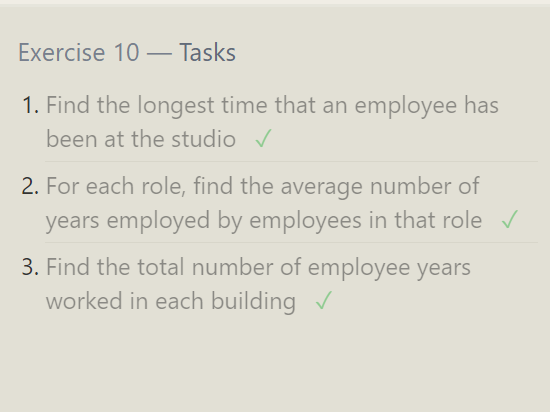 Exercise 10 — Tasks
1. Find the longest time that an employee has
been at the studio ✓
2. For each role, find the average number of
years employed by employees in that role ✓
3. Find the total number of employee years
worked in each building ✓